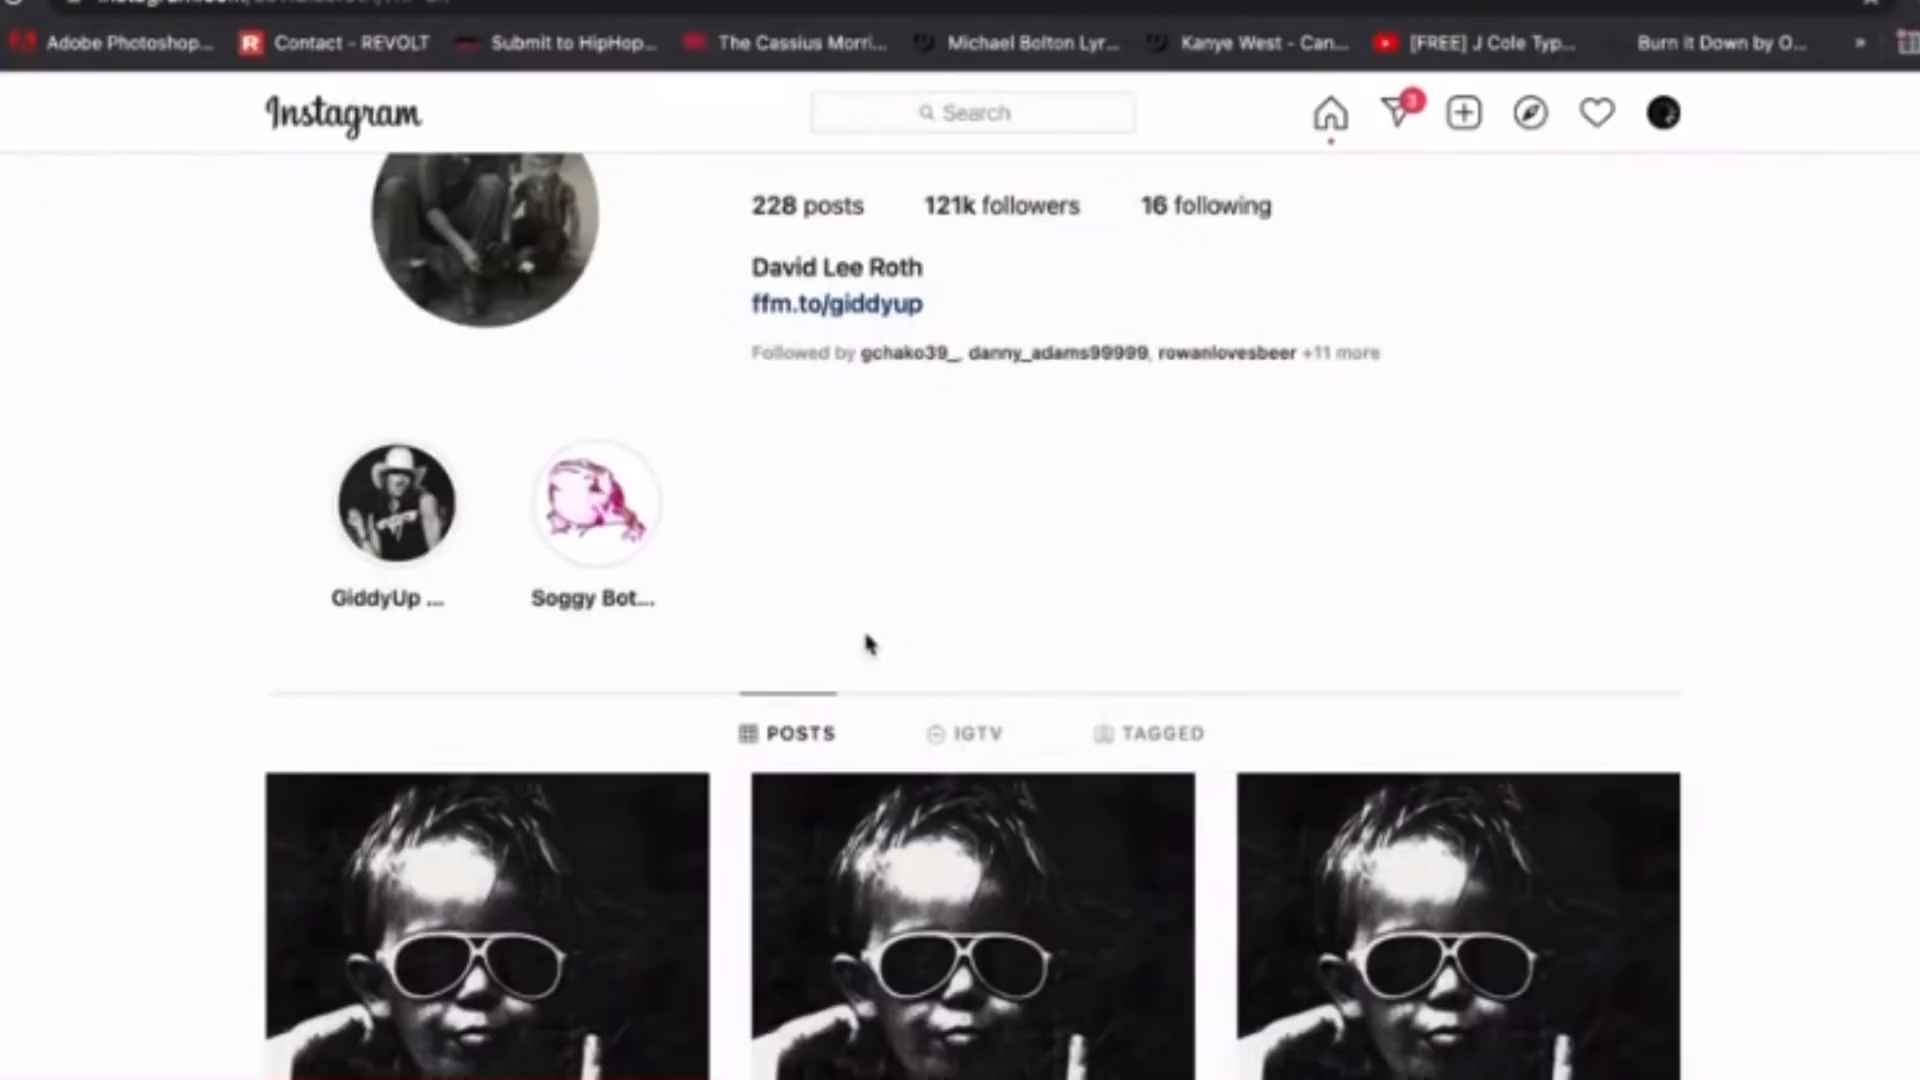 Adobe Photoshop...
Contact - REVOLT
Submit to HipHop...
The Cassius Morri...
Michael Bolton Lyr...
Kanye West - Can...
[FREE] J Cole Typ...
Burn It Down by O...
»
Instagram
Search
3
228 posts 121k followers 16 following
David Lee Roth
ffm.to/giddyup
Followed by gchako39_, danny_adams99999, rowanlovesbeer +11 more
GiddyUp ...
Soggy Bot...
POSTS
IGTV
TAGGED